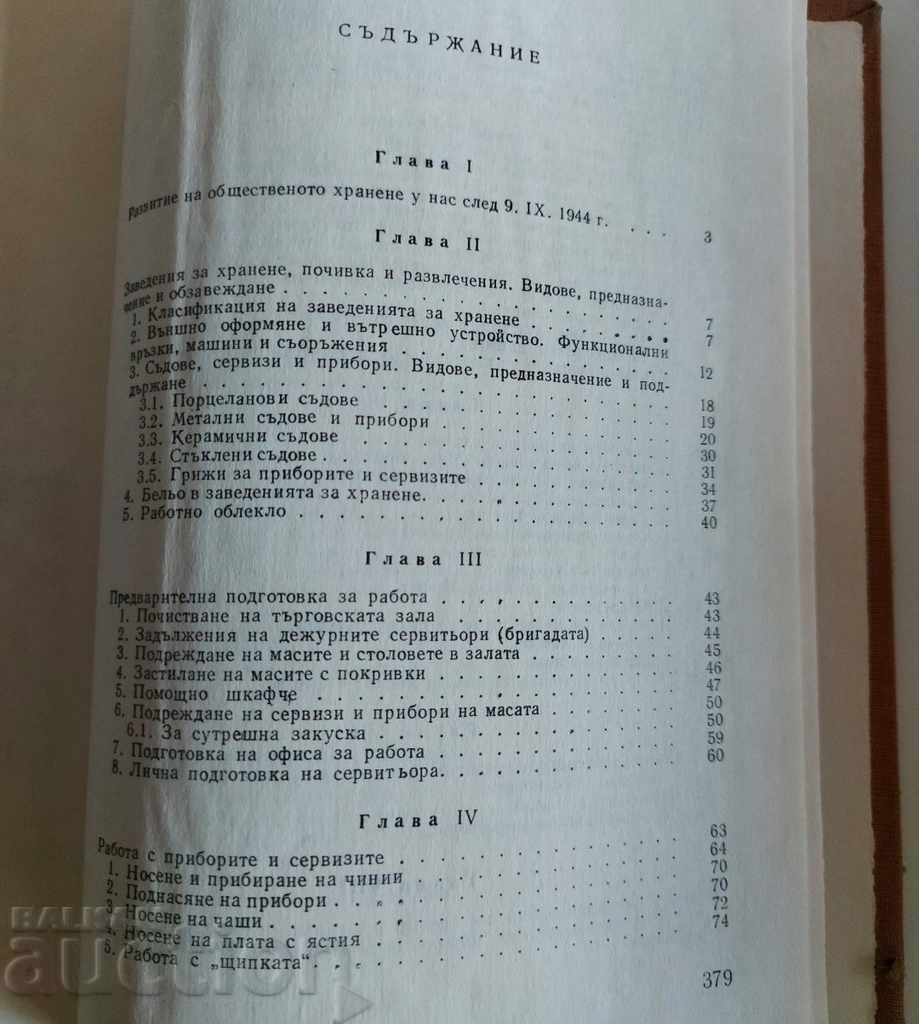 СЪДЪРЖАНИЕ
Глава I
Развитие на общественото хранене у нас след 9. IX. 1944 г. . . . 3
Глава II
Заведения за хранене, почивка и развлечения. Видове, предназна-
чение и обзавеждане . . . . . . . . . . . . 7
1. Класификация на заведенията за хранене . . . . . . 7
2. Външно оформяне и вътрешно устройство. Функционални
връзки, машини и съоръжения . . . . . . . . . 12
3. Съдове, сервизи и прибори. Видове, предназначение и под-
държане . . . . . . . . . . . . . . . 18
3.1. Порцеланови съдове . . . . . . . . . . 19
3.2. Метални съдове и прибори . . . . . . . . . 20
3.3. Керамични съдове . . . . . . . . . . . 30
3.4. Стъклени съдове . . . . . . . . . . . . 31
3.5. Грижи за приборите и сервизите . . . . . . . . 34
4. Бельо в заведенията за хранене. . . . . . . . . . 37
5. Работно облекло . . . . . . . . . . . . . 40
Глава III
Предварителна подготовка за работа . . . . . . . . . 43
1. Почистване на търговската зала . . . . . . . . . 43
2. Задължения на дежурните сервитьори (бригадата) . . . . . 44
3. Подреждане на масите и столовете в залата . . . . . . 45
4. Застилане на масите с покривки . . . . . . . . . 46
5. Помощно шкафче . . . . . . . . . . . . . 47
6. Подреждане на сервизи и прибори на масата . . . . . . 50
6.1. За сутрешна закуска . . . . . . . . . . . 50
7. Подготовка на офиса за работа . . . . . . . . . 59
8. Лична подготовка на сервитьора. . . . . . . . . . 60
Глава IV
Работа с приборите и сервизите . . . . . . . . . . 63
1. Носене и прибиране на чинии . . . . . . . . . . 64
2. Поднасяне на прибори . . . . . . . . . . . . 70
3. Носене на чаши . . . . . . . . . . . . . 70
4. Носене на плата с ястия . . . . . . . . . . . 72
5. Работа с „щипката“. . . . . . . . . . . . . 74
379
BALKAN
auction